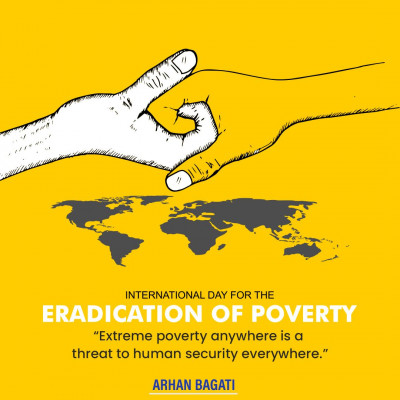 INTERNATIONAL DAY FOR THE
ERADICATION OF POVERTY
“Extreme poverty anywhere is a
threat to human security everywhere.”
ARHAN BAGATI